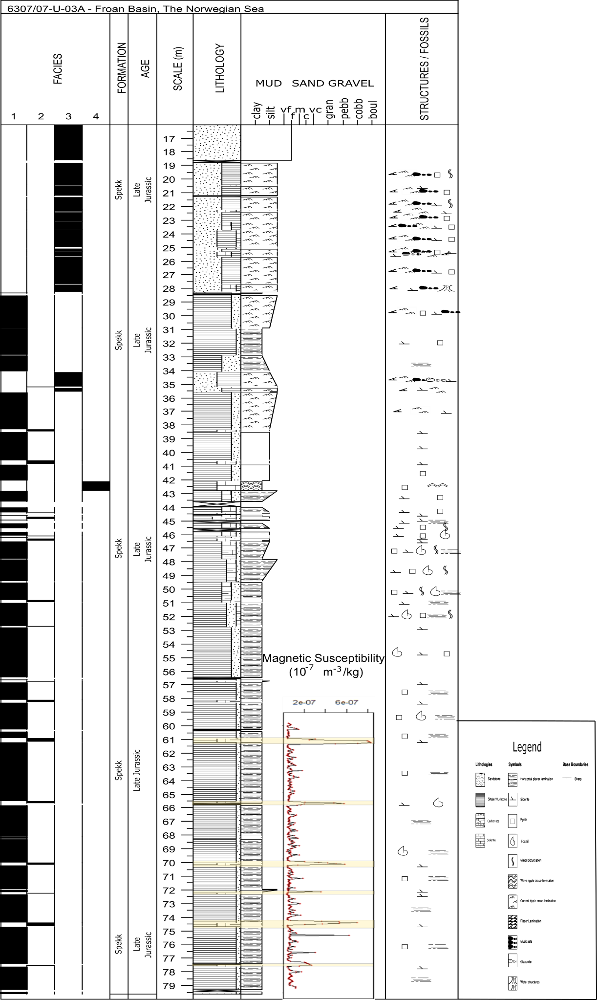 6307/07-U-03A - Froan Basin, The Norwegian Sea
FACIES
FORMATION
AGE
SCALE (m)
LITHOLOGY
MUD SAND GRAVEL
STRUCTURES / FOSSILS
1 2 3 4
clay silt vf f m c vc gran pebb cobb boul
17
18
19
20
Spekk Late Jurassic
21
22
23
24
25
26
27
28
29
30
31
Spekk Late Jurassic
32
33
34
35
36
37
38
39
40
41
42
43
44
45
46
Spekk Late Jurassic
47
48
49
50
51
52
53
54
55
56
Magnetic Susceptibility
(10-7 m-3/kg)
57
58
2e-07 6e-07
59
60
61
62
63
Spekk Late Jurassic
64
65
66
67
68
69
70
71
72
73
74
75
Spekk Late Jurassic
76
77
78
79
Legend
Lithologies Symbols Base Boundaries
Sandstone Horizontal planar lamination Sharp
Shale/Mudstone Siderite
Carbonate Pyrite
Siderite Fossil
Minor bioturbation
Wave ripple cross-lamination
Current ripple cross-lamination
Flaser Lamination
Mudclasts
Glacunite
Water structures